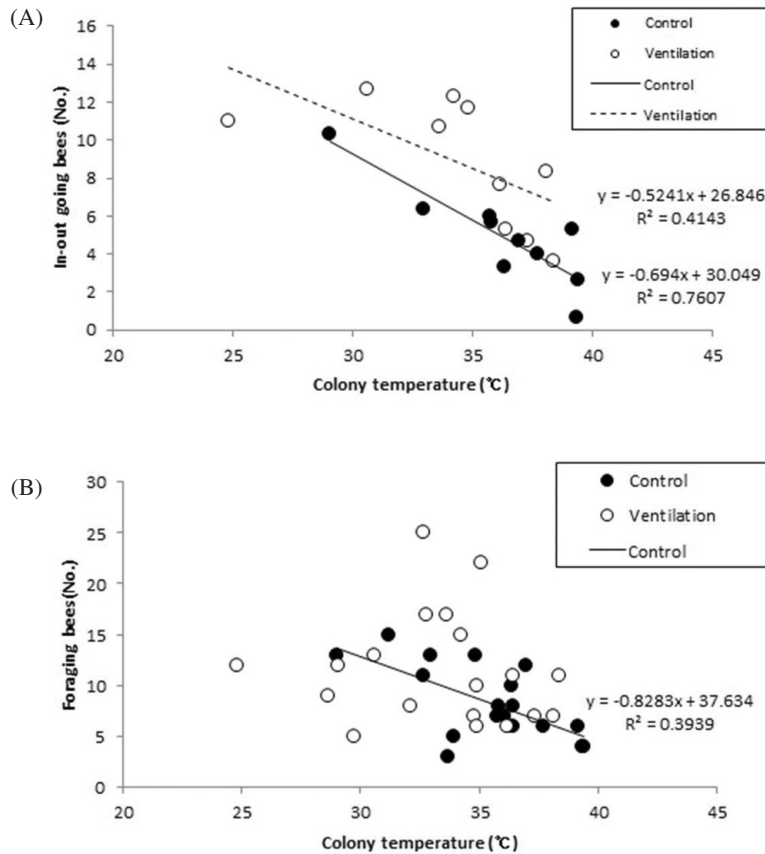 (A)
Control
Ventilation
Control
Ventilation
16
14
12
10
8
6
4
2
0
In-out going bees (No.)
y = -0.5241x + 26.846
R² = 0.4143
y = -0.694x + 30.049
R² = 0.7607
20 25 30 35 40 45
Colony temperature (℃)
(B)
Control
Ventilation
Control
30
25
20
15
10
5
0
Foraging bees(No.)
y = -0.8283x + 37.634
R² = 0.3939
20 25 30 35 40 45
Colony temperature (℃)